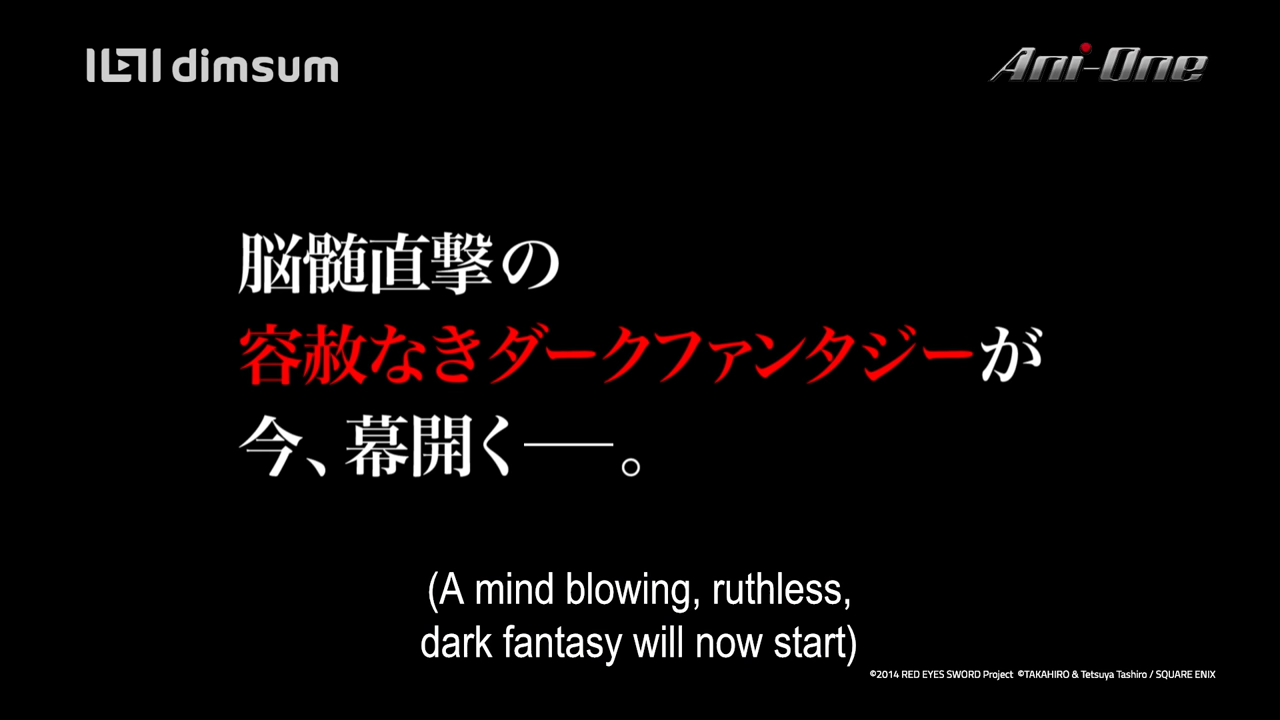 dimsum
Ani-One
脳髄直撃の
容赦なきダークファンタジーが
今、幕開く──。
(A mind blowing, ruthless,
dark fantasy will now start)
©2014 RED EYES SWORD Project ©TAKAHIRO & Tetsuya Tashiro / SQUARE ENIX